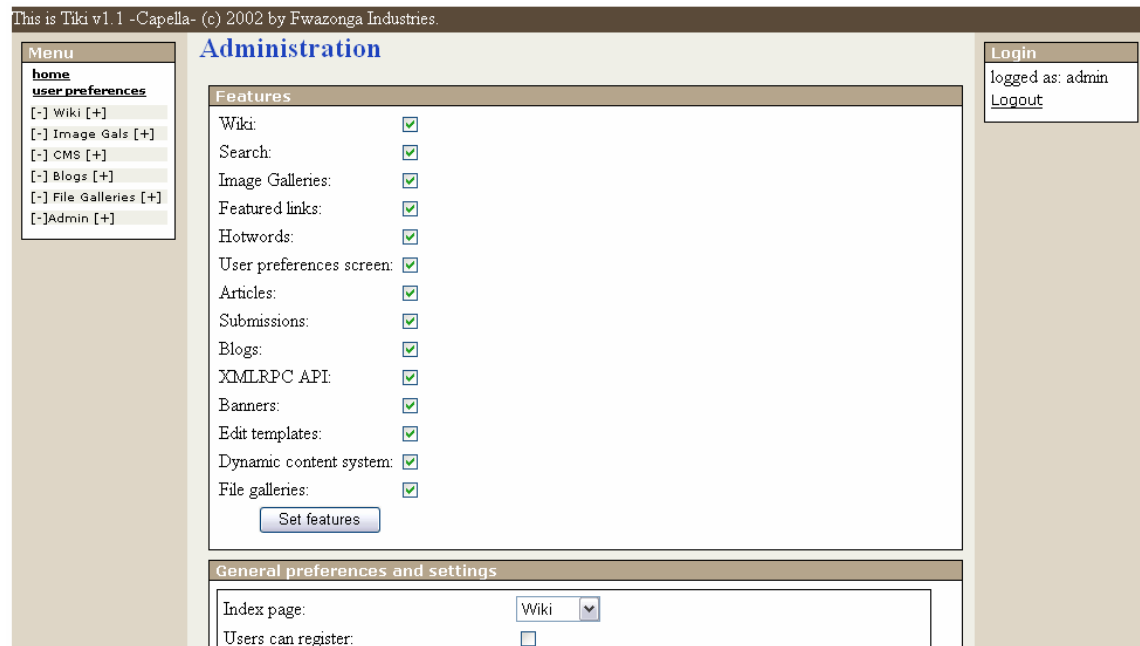 This is Tiki v1.1 -Capella- (c) 2002 by Fwazonga Industries.
Menu
home
user preferences
[-] Wiki [+]
[-] Image Gals [+]
[-] CMS [+]
[-] Blogs [+]
[-] File Galleries [+]
[-]Admin [+]
Administration
Features
Wiki:
Search:
Image Galleries:
Featured links:
Hotwords:
User preferences screen:
Articles:
Submissions:
Blogs:
XMLRPC API:
Banners:
Edit templates:
Dynamic content system:
File galleries:
Set features
General preferences and settings
Index page: Wiki
Users can register:
Login
logged as: admin
Logout